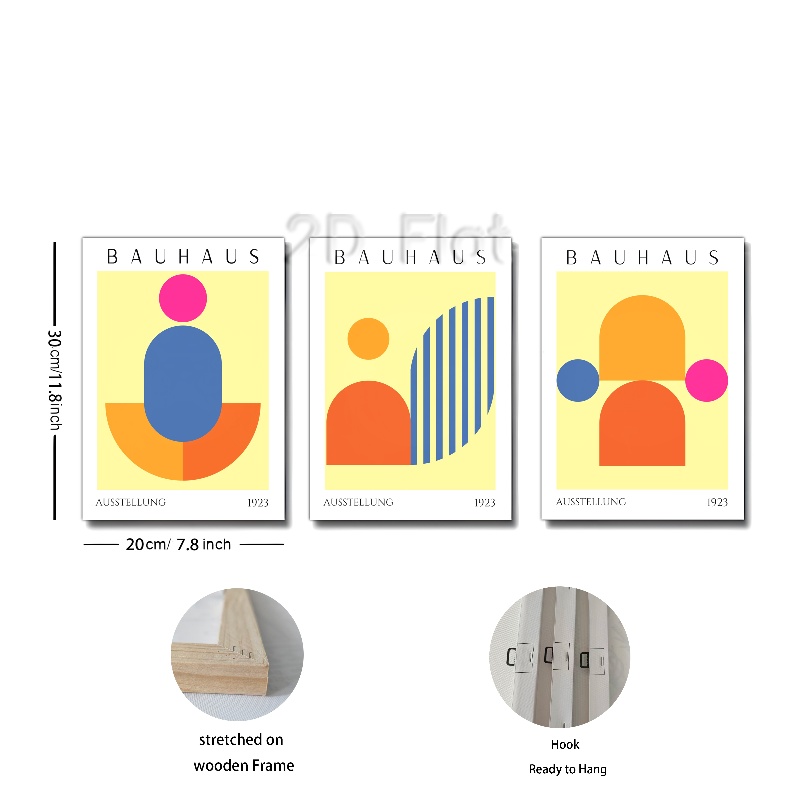 2D Flat
BAUHAUS
BAUHAUS
BAUHAUS
30cm/11.8inch
AUSSTELLUNG 1923
AUSSTELLUNG 1923
AUSSTELLUNG 1923
20cm/ 7.8 inch
stretched on
wooden Frame
Hook
Ready to Hang